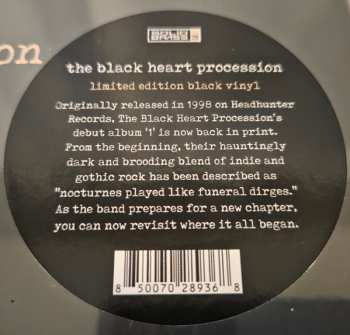 on
SOLID
BRASS
the black heart procession
limited edition black vinyl
Originally released in 1998 on Headhunter
Records, The Black Heart Procession's
debut album '1' is now back in print.
From the beginning, their hauntingly
dark and brooding blend of indie and
gothic rock has been described as
"nocturnes played like funeral dirges."
As the band prepares for a new chapter,
you can now revisit where it all began.
8 50070 28936 8